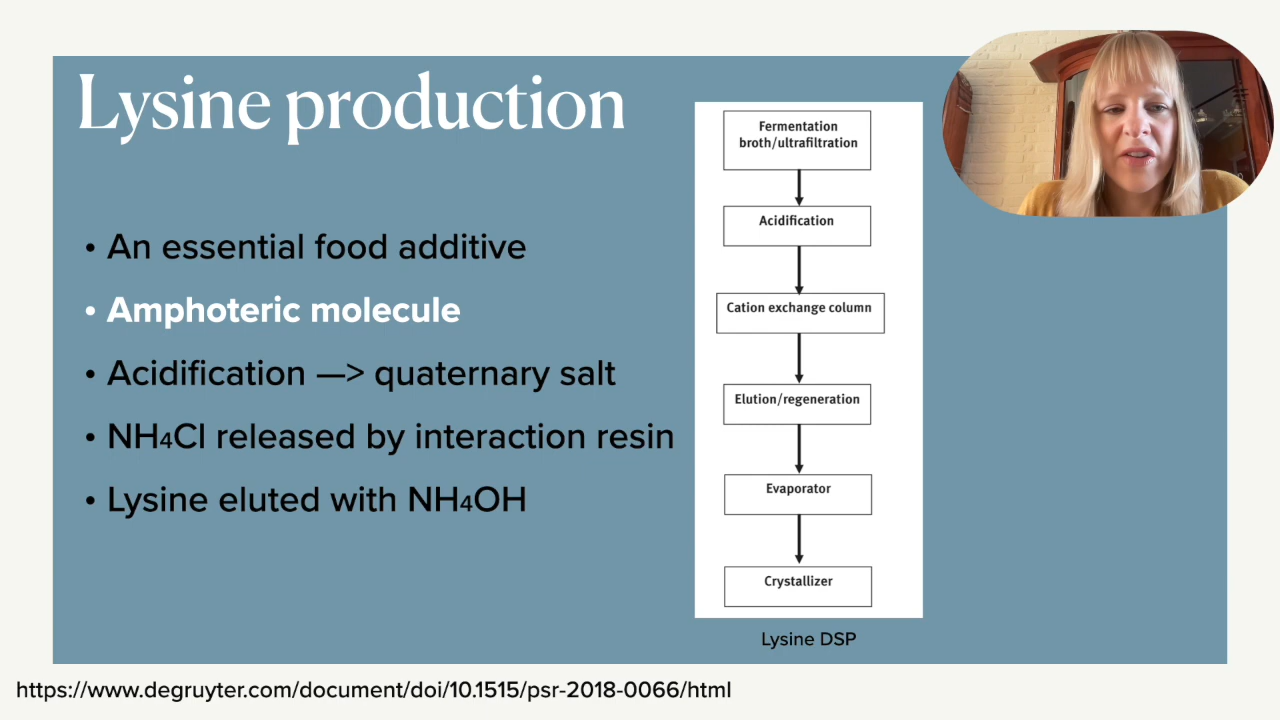 Lysine production
• An essential food additive
• Amphoteric molecule
• Acidification —> quaternary salt
• NH₄Cl released by interaction resin
• Lysine eluted with NH₄OH
Fermentation
broth/ultrafiltration
Acidification
Cation exchange column
Elution/regeneration
Evaporator
Crystallizer
Lysine DSP
https://www.degruyter.com/document/doi/10.1515/psr-2018-0066/html